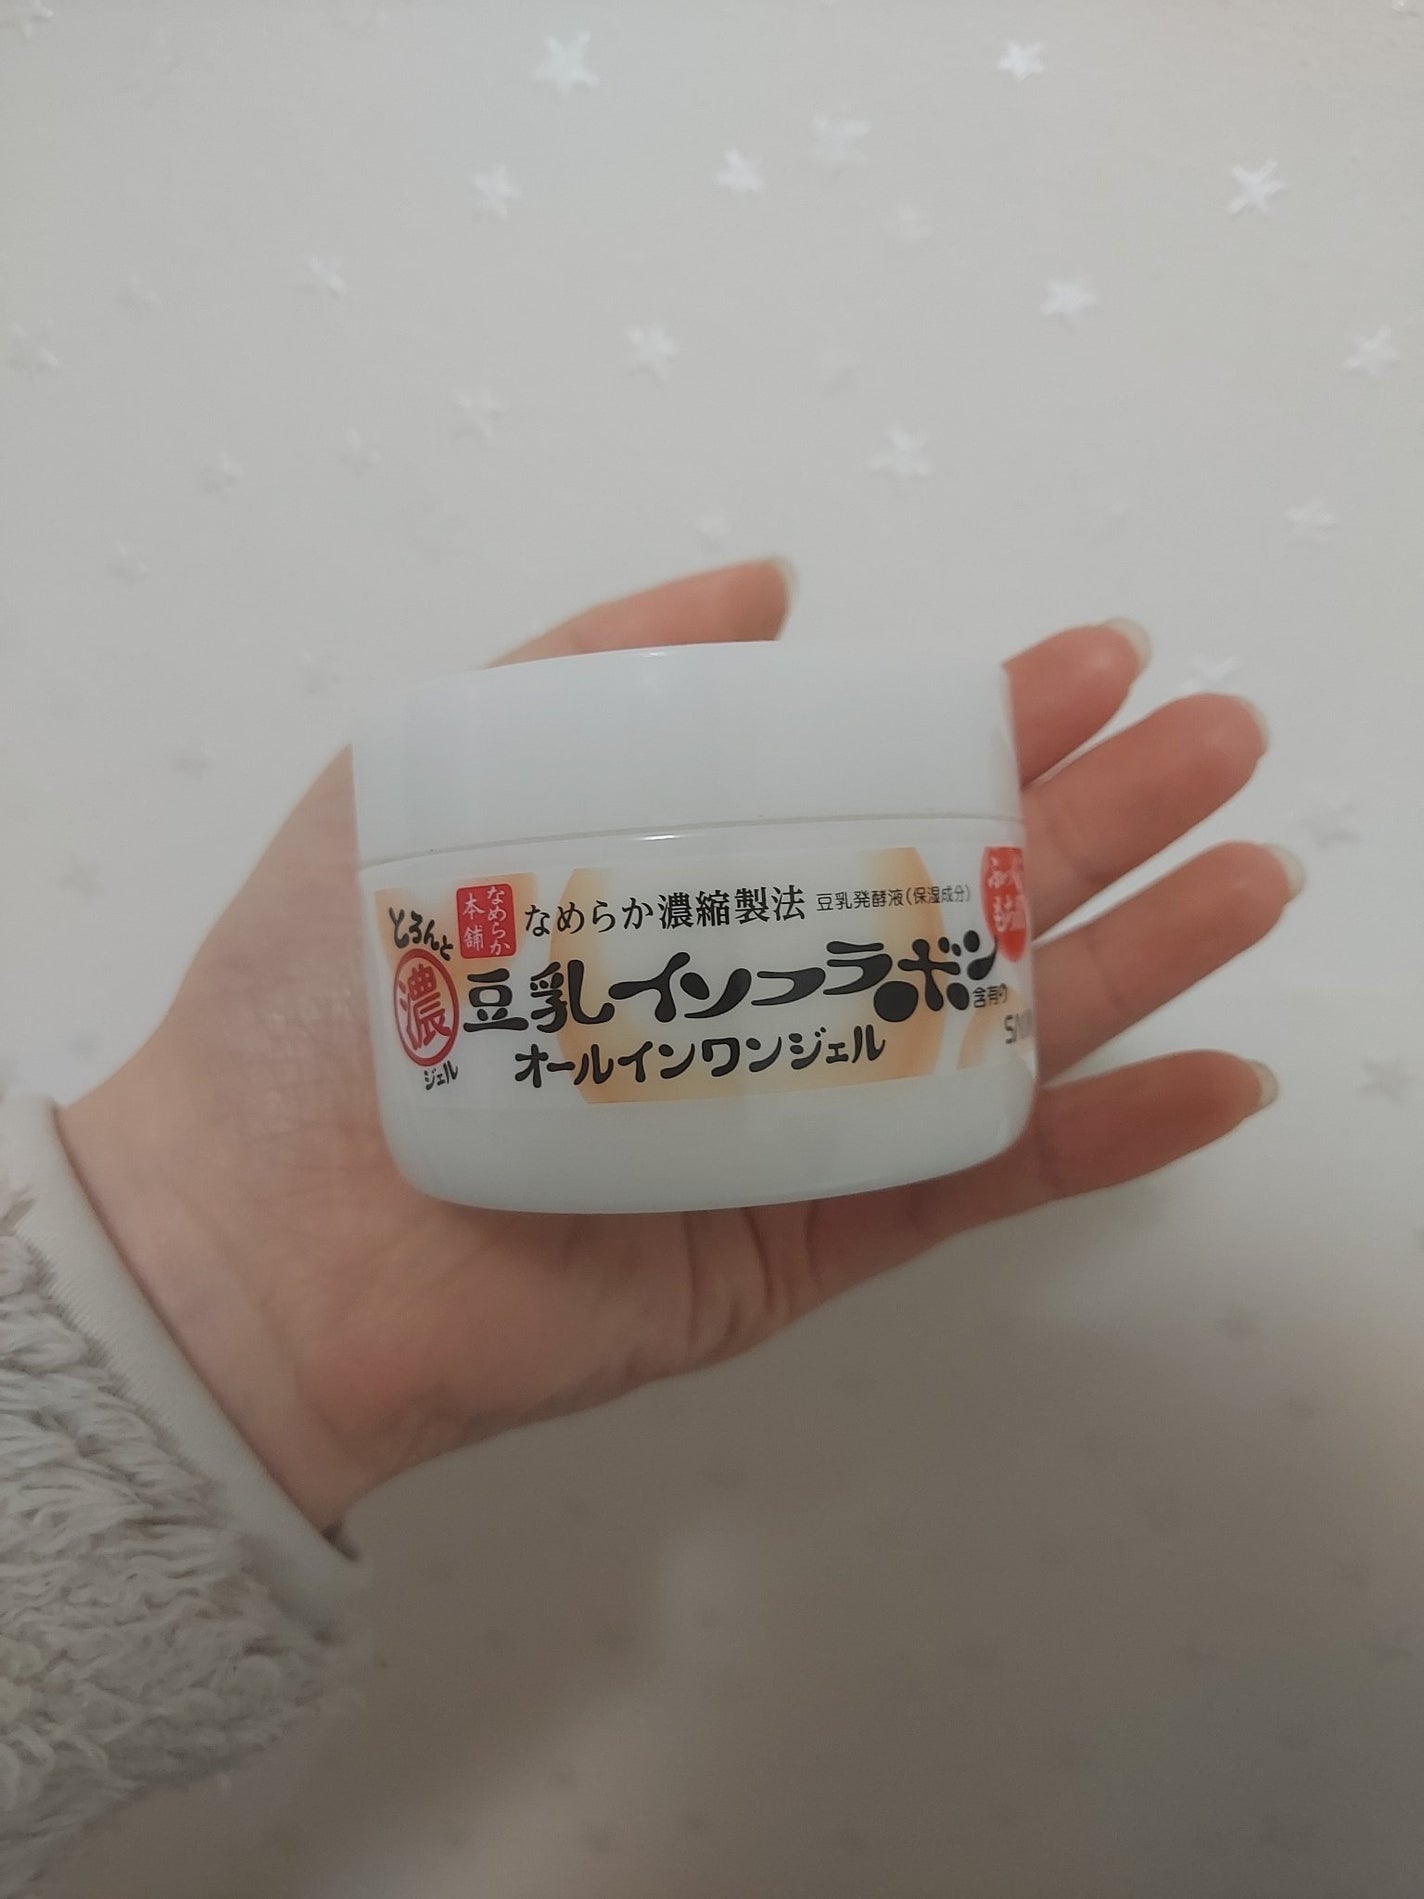 とろんと
濃
ジェル
なめらか
本舗
なめらか濃縮製法 豆乳発酵液(保湿成分)
豆乳イソフラボン含有の
オールインワンジェル